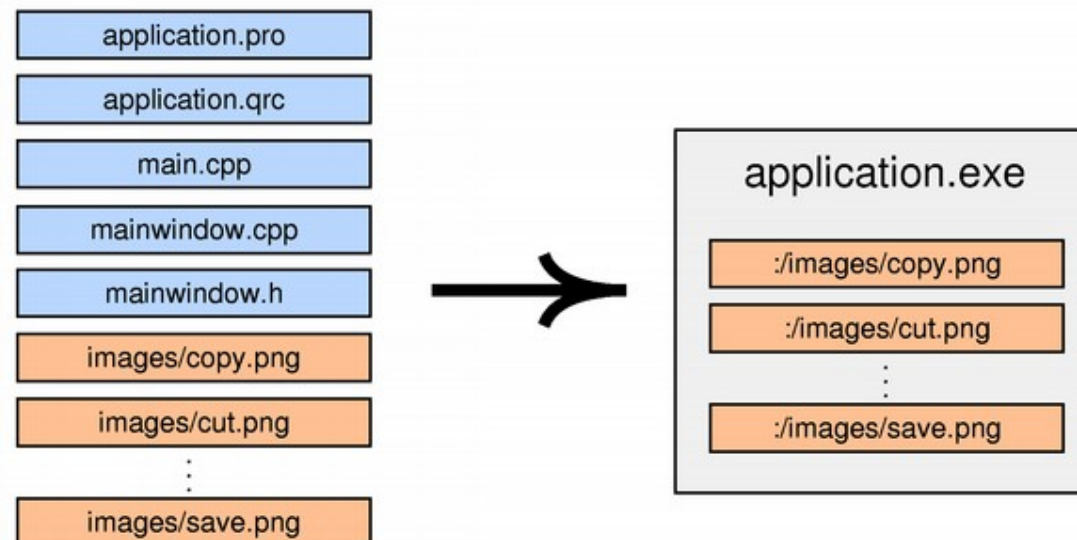 application.pro
application.qrc
main.cpp
mainwindow.cpp
mainwindow.h
images/copy.png
images/cut.png
images/save.png
application.exe
:/images/copy.png
:/images/cut.png
:/images/save.png